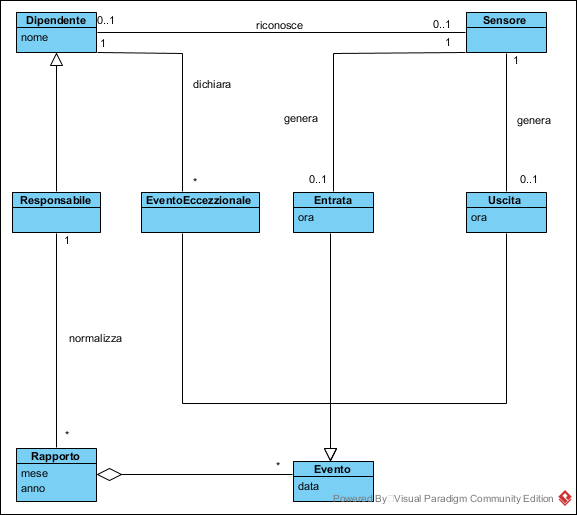 Dipendente
nome
0..1
riconosce
0..1
Sensore
1
1
1
dichiara
genera
genera
*
0..1
0..1
Responsabile
EventoEccezzionale
Entrata
ora
Uscita
ora
1
normalizza
*
Rapporto
mese
anno
*
Evento
data
Powered By Visual Paradigm Community Edition